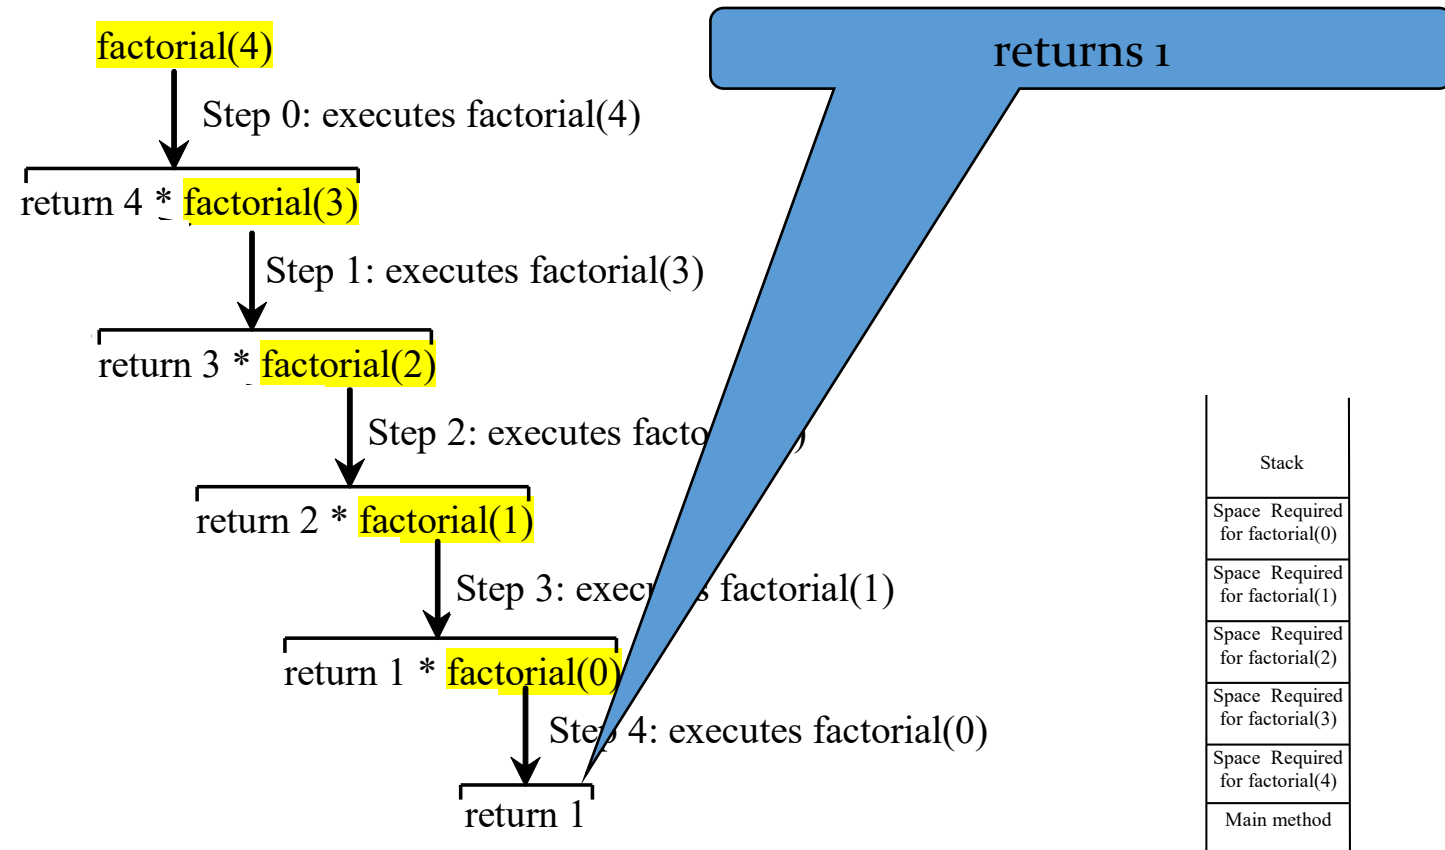 factorial(4)
returns 1
Step 0: executes factorial(4)
return 4 * factorial(3)
Step 1: executes factorial(3)
return 3 * factorial(2)
Step 2: executes
return 2 * factorial(1)
Step 3: factorial(1)
return 1 * factorial(0)
Step 4: executes factorial(0)
return 1
Stack
Space Required
for factorial(0)
Space Required
for factorial(1)
Space Required
for factorial(2)
Space Required
for factorial(3)
Space Required
for factorial(4)
Main method